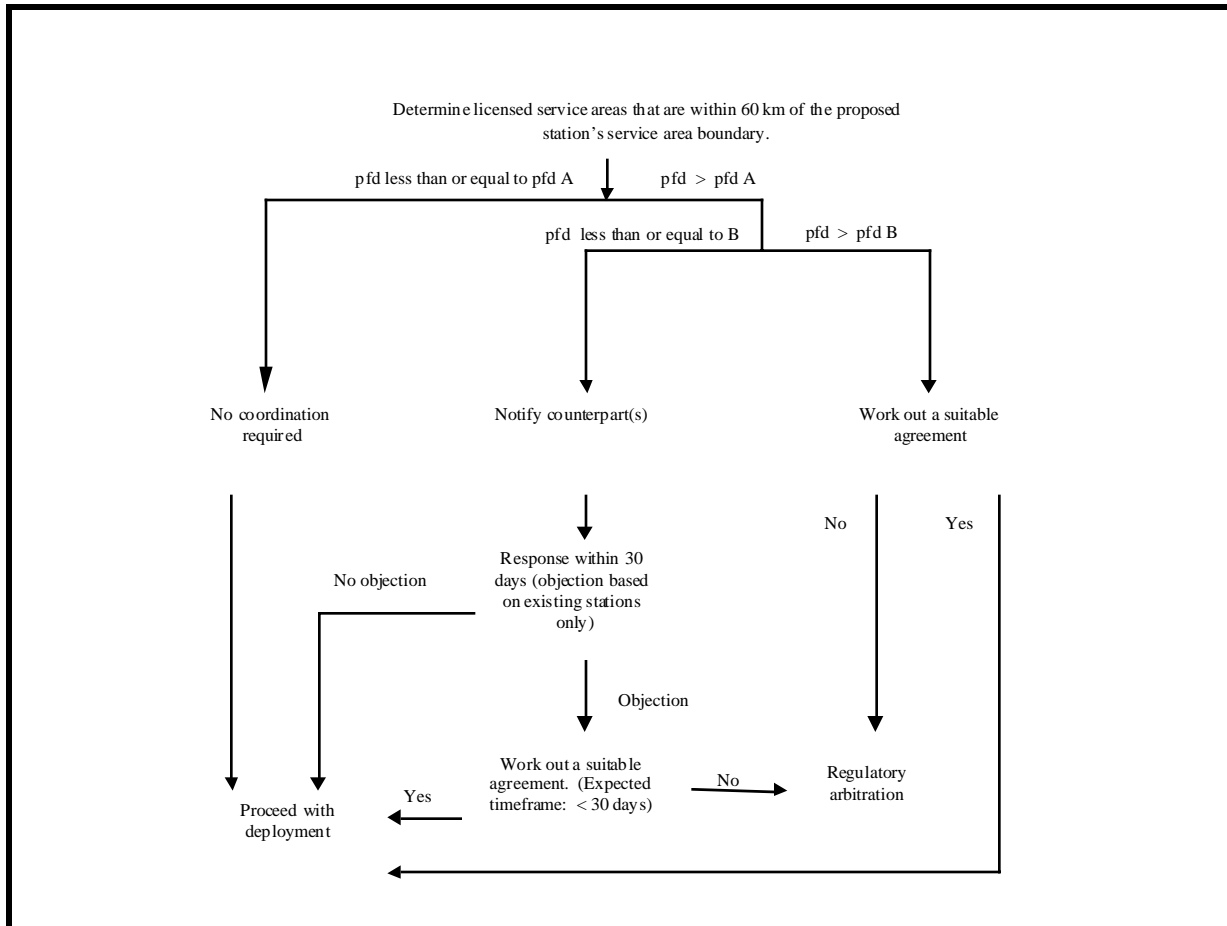 Determine licensed service areas that are within 60 km of the proposed
station's service area boundary.
pfd less than or equal to pfd A
pfd > pfd A
pfd less than or equal to B
pfd > pfd B
No coordination
required
Notify counterpart(s)
Work out a suitable
agreement
No
Yes
Response within 30
days (objection based
on existing stations
only)
No objection
Objection
Work out a suitable
agreement. (Expected
timeframe: < 30 days)
No
Regulatory
arbitration
Yes
Proceed with
deployment